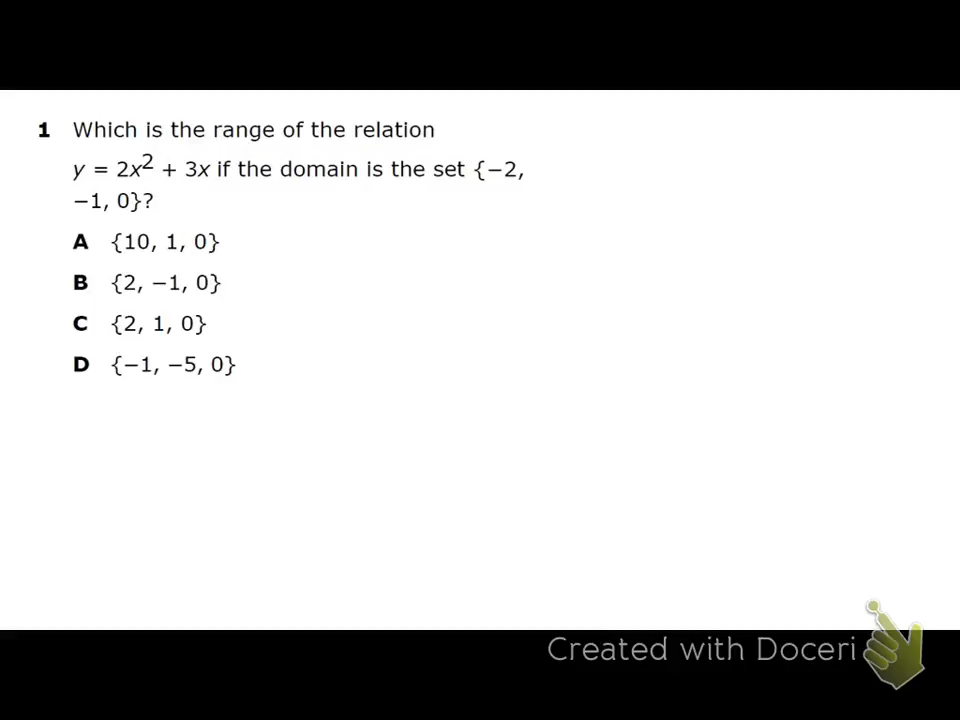 1 Which is the range of the relation
y = 2x² + 3x if the domain is the set {−2,
−1, 0}?
A {10, 1, 0}
B {2, −1, 0}
C {2, 1, 0}
D {−1, −5, 0}
Created with Doceri